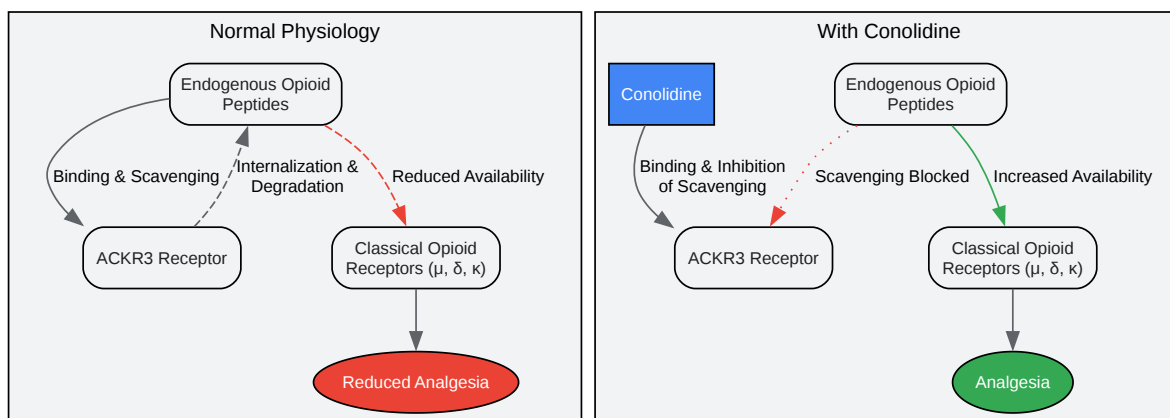 Normal Physiology
Endogenous Opioid
Peptides
Binding & Scavenging
Internalization &
Degradation
Reduced Availability
ACKR3 Receptor
Classical Opioid
Receptors (μ, δ, κ)
Reduced Analgesia
With Conolidine
Conolidine
Endogenous Opioid
Peptides
Binding & Inhibition
of Scavenging
Scavenging Blocked
Increased Availability
ACKR3 Receptor
Classical Opioid
Receptors (μ, δ, κ)
Analgesia